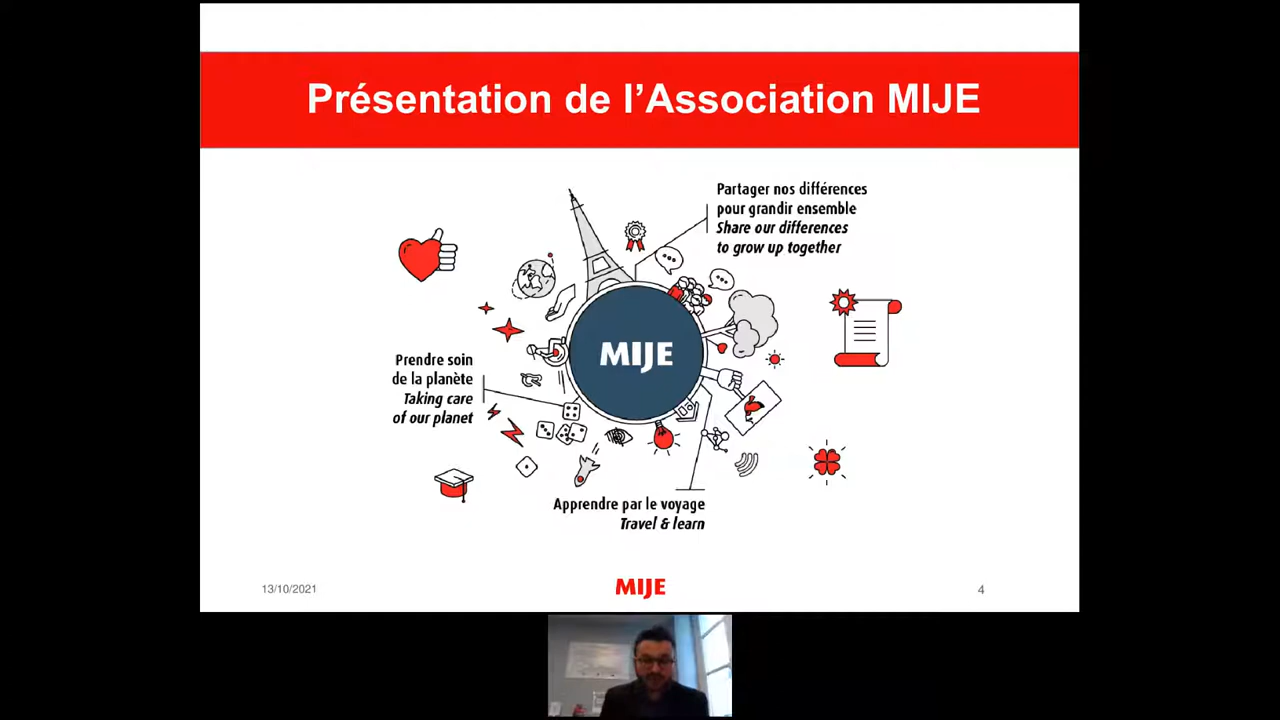 Présentation de l’Association MIJE
Partager nos différences
pour grandir ensemble
Share our differences
to grow up together
MIJE
Prendre soin
de la planète
Taking care
of our planet
Apprendre par le voyage
Travel & learn
13/10/2021
MIJE
4